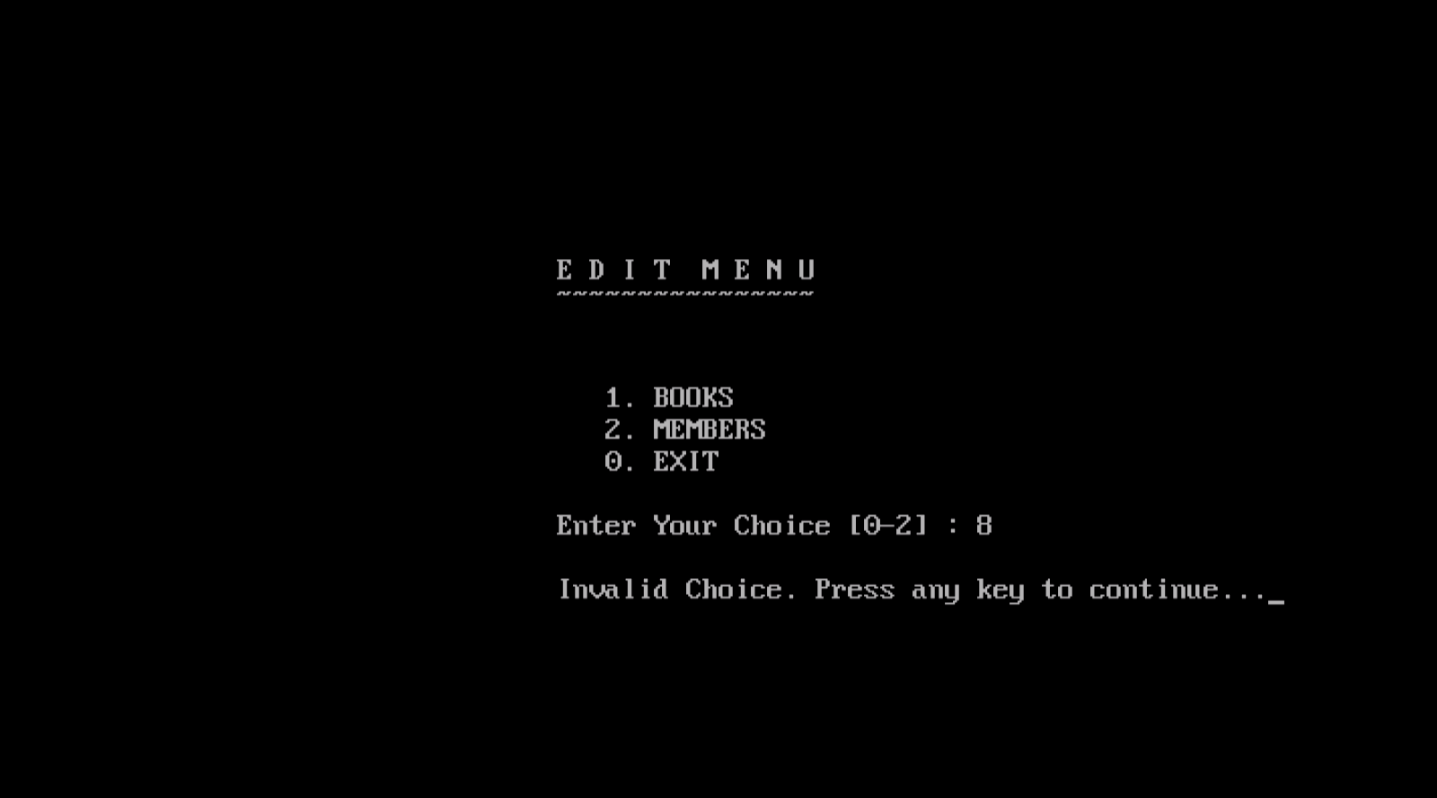 E D I T  M E N U
~~~~~~~~~~~~~~~~
1. BOOKS
2. MEMBERS
0. EXIT
Enter Your Choice [0-2] : 8
Invalid Choice. Press any key to continue..._